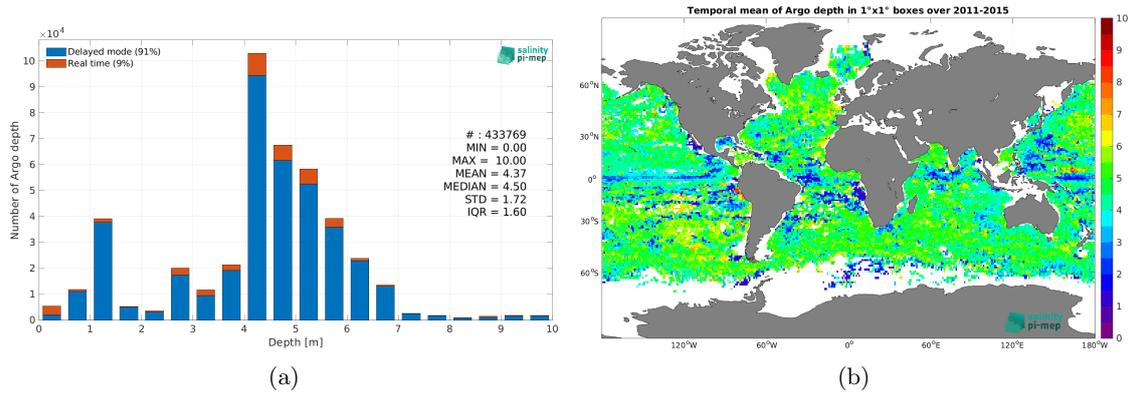 ×10⁴
Delayed mode (91%)
Real time (9%)
salinity
pi-mep
# : 433769
MIN = 0.00
MAX = 10.00
MEAN = 4.37
MEDIAN = 4.50
STD = 1.72
IQR = 1.60
Number of Argo depth
10
9
8
7
6
5
4
3
2
1
0
0 1 2 3 4 5 6 7 8 9 10
Depth [m]
(a)
Temporal mean of Argo depth in 1°x1° boxes over 2011-2015
60°N
30°N
0°
30°S
60°S
120°W 60°W 0° 60°E 120°E 180°W
salinity
pi-mep
10
9
8
7
6
5
4
3
2
1
0
(b)